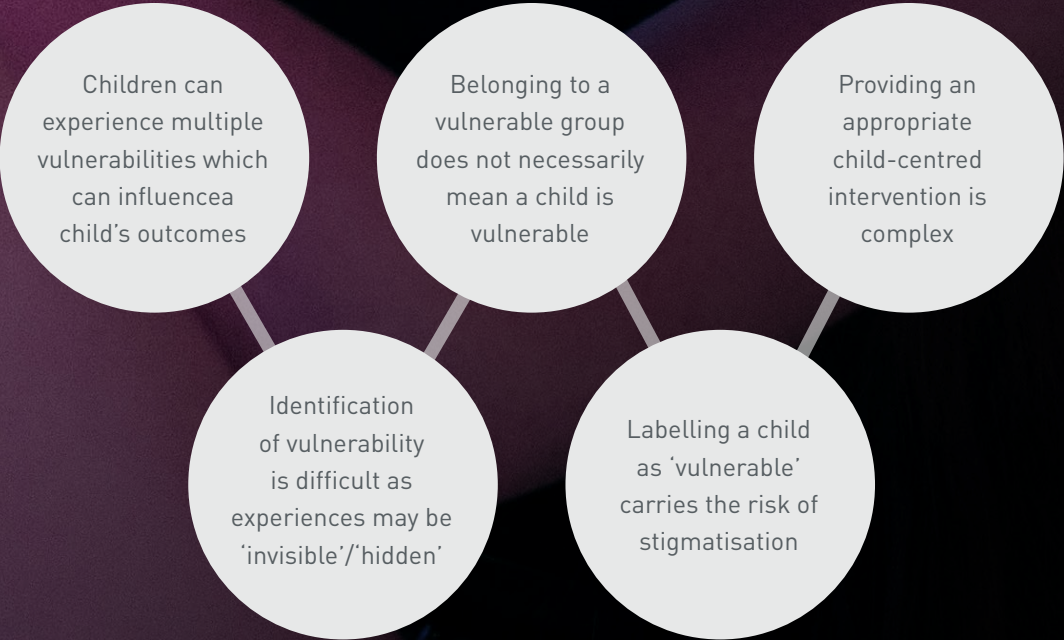 Children can
experience multiple
vulnerabilities which
can influencea
child's outcomes
Identification
of vulnerability
is difficult as
experiences may be
‘invisible’/‘hidden’
Belonging to a
vulnerable group
does not necessarily
mean a child is
vulnerable
Labelling a child
as ‘vulnerable’
carries the risk of
stigmatisation
Providing an
appropriate
child-centred
intervention is
complex